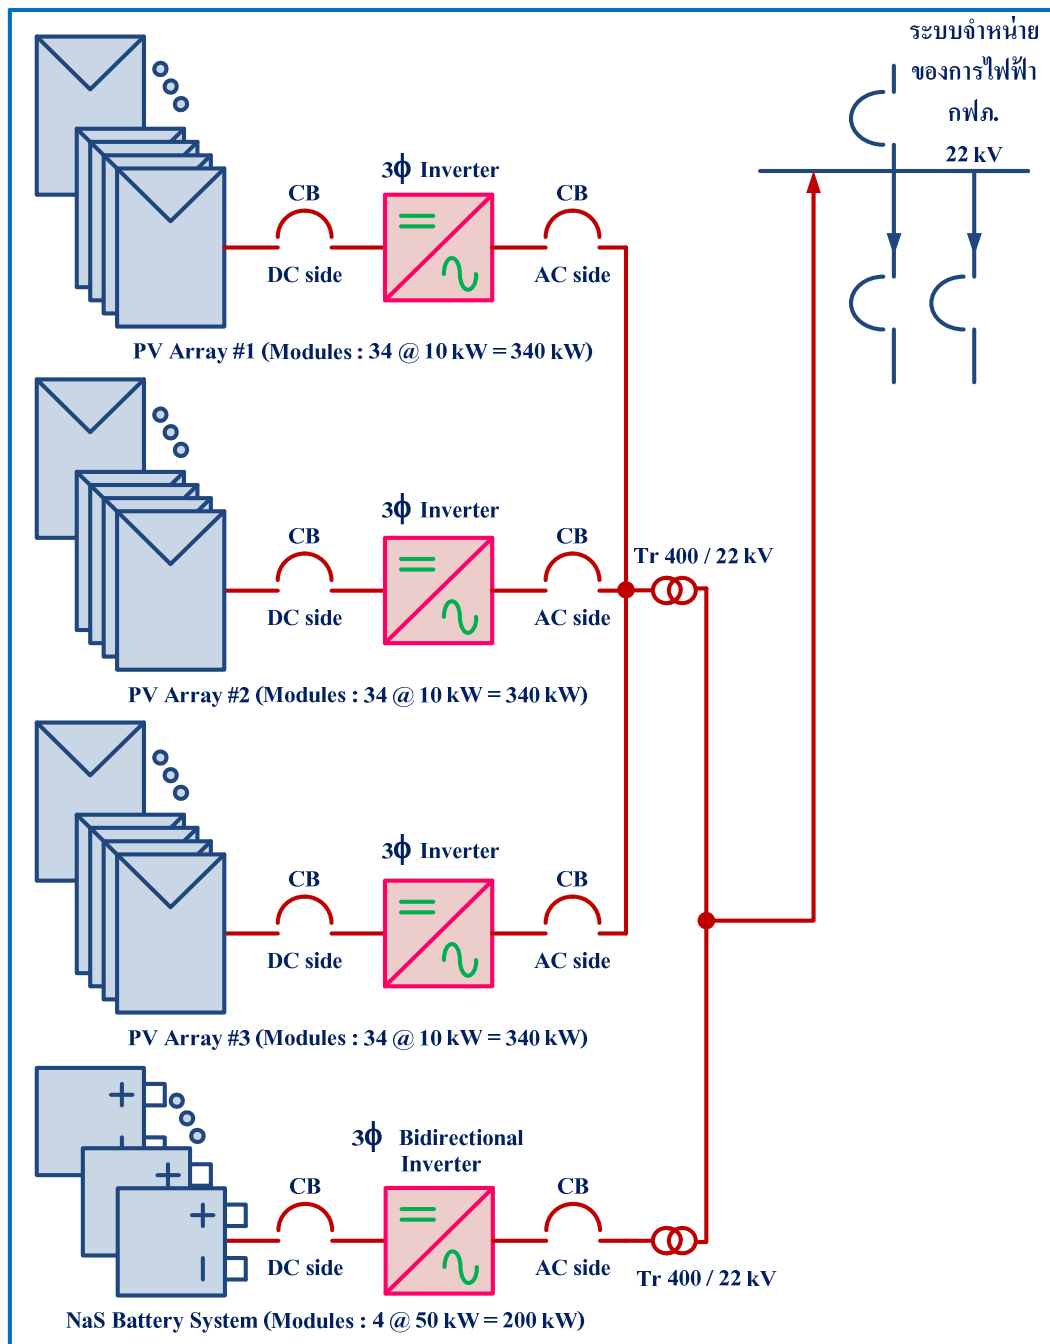 ระบบจำหน่าย
ของการไฟฟ้า
กฟภ.
22 kV
3ϕ Inverter
CB
CB
DC side
AC side
PV Array #1 (Modules : 34 @ 10 kW = 340 kW)
3ϕ Inverter
CB
CB
Tr 400 / 22 kV
DC side
AC side
PV Array #2 (Modules : 34 @ 10 kW = 340 kW)
3ϕ Inverter
CB
CB
DC side
AC side
PV Array #3 (Modules : 34 @ 10 kW = 340 kW)
3ϕ Bidirectional
Inverter
CB
CB
DC side
AC side
Tr 400 / 22 kV
NaS Battery System (Modules : 4 @ 50 kW = 200 kW)